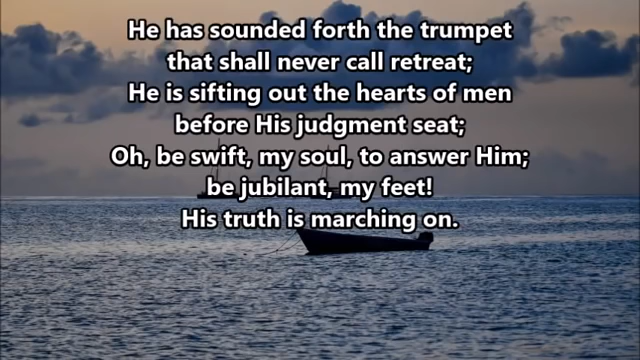 He has sounded forth the trumpet
that shall never call retreat;
He is sifting out the hearts of men
before His judgment seat;
Oh, be swift, my soul, to answer Him;
be jubilant, my feet!
His truth is marching on.